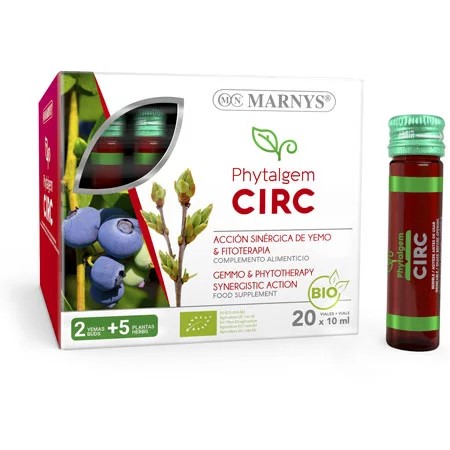 MN MARNYS®
Phytalgem
CIRC
ACCIÓN SINÉRGICA DE YEMO
& FITOTERAPIA
COMPLEMENTO ALIMENTICIO
GEMMO & PHYTOTHERAPY
SYNERGISTIC ACTION
FOOD SUPPLEMENT
BIO
2 YEMAS BUDS +5 PLANTAS HERBS
20 VIALES • VIALS x 10 ml
Phytalgem
CIRC